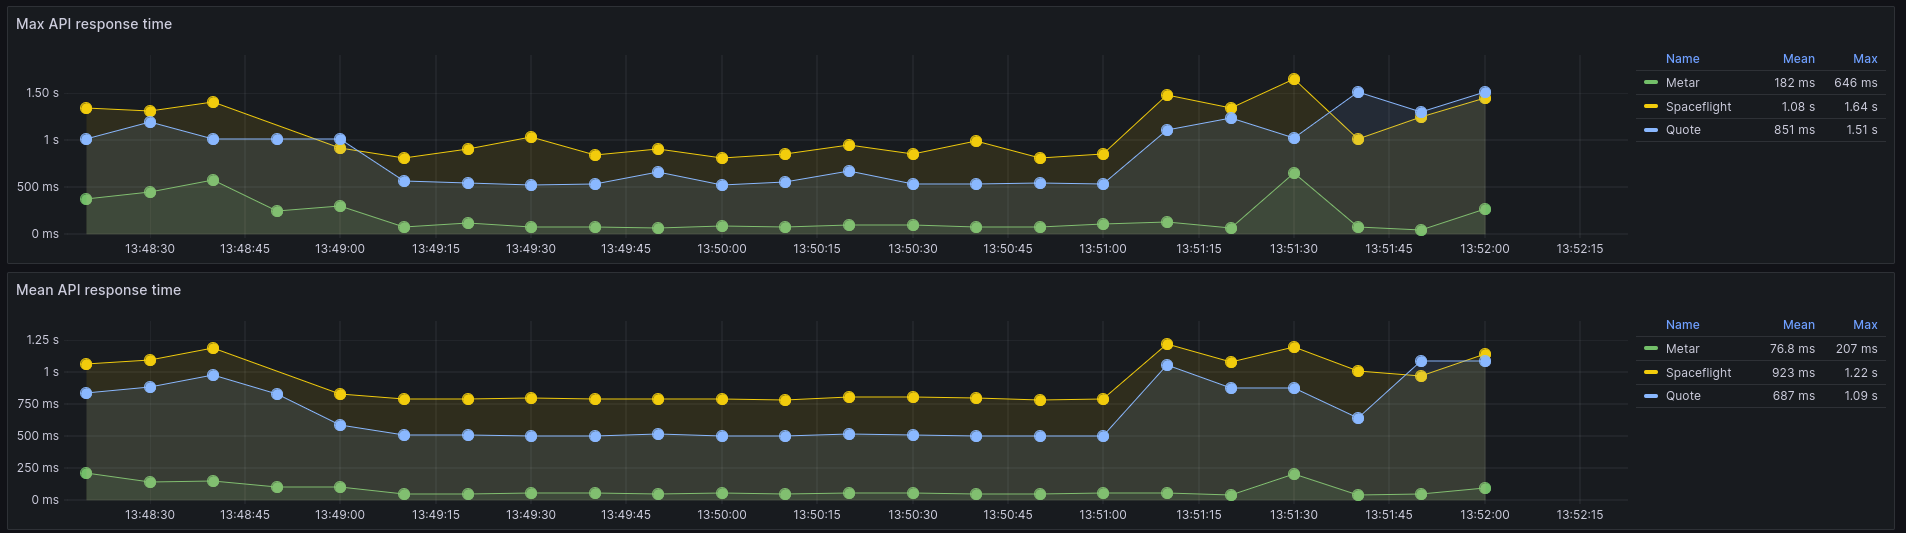 Max API response time
Name Mean Max
1.50 s
Metar 182 ms 646 ms
Spaceflight 1.08 s 1.64 s
Quote 851 ms 1.51 s
1 s
500 ms
0 ms
13:48:30 13:48:45 13:49:00 13:49:15 13:49:30 13:49:45 13:50:00 13:50:15 13:50:30 13:50:45 13:51:00 13:51:15 13:51:30 13:51:45 13:52:00 13:52:15
Mean API response time
Name Mean Max
1.25 s
Metar 76.8 ms 207 ms
Spaceflight 923 ms 1.22 s
Quote 687 ms 1.09 s
1 s
750 ms
500 ms
250 ms
0 ms
13:48:30 13:48:45 13:49:00 13:49:15 13:49:30 13:49:45 13:50:00 13:50:15 13:50:30 13:50:45 13:51:00 13:51:15 13:51:30 13:51:45 13:52:00 13:52:15